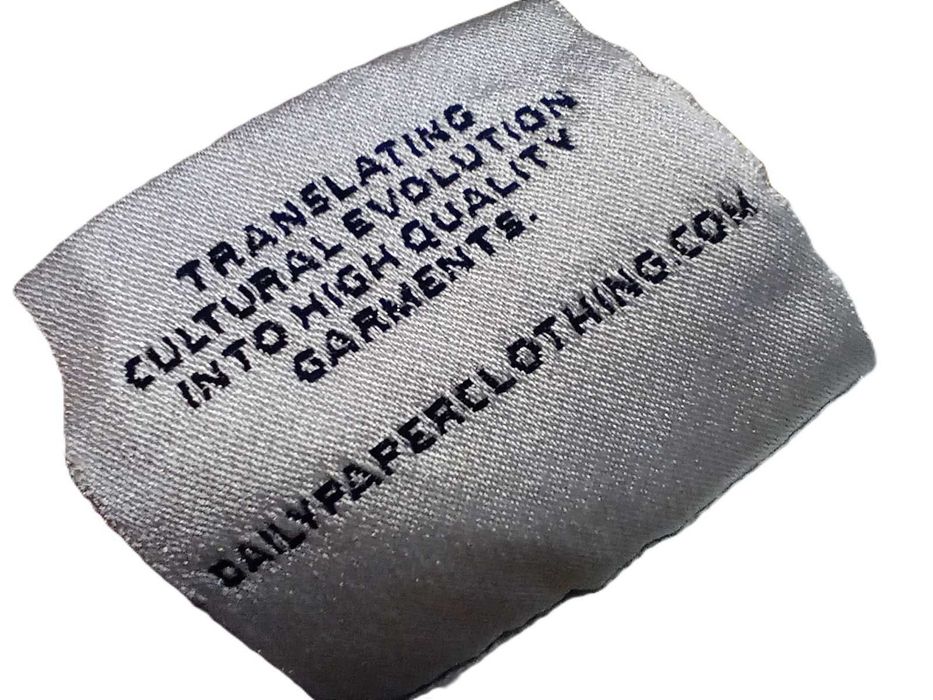 TRANSLATING
CULTURAL EVOLUTION
INTO HIGH QUALITY
GARMENTS.
DAILYPAPERCLOTHING.COM